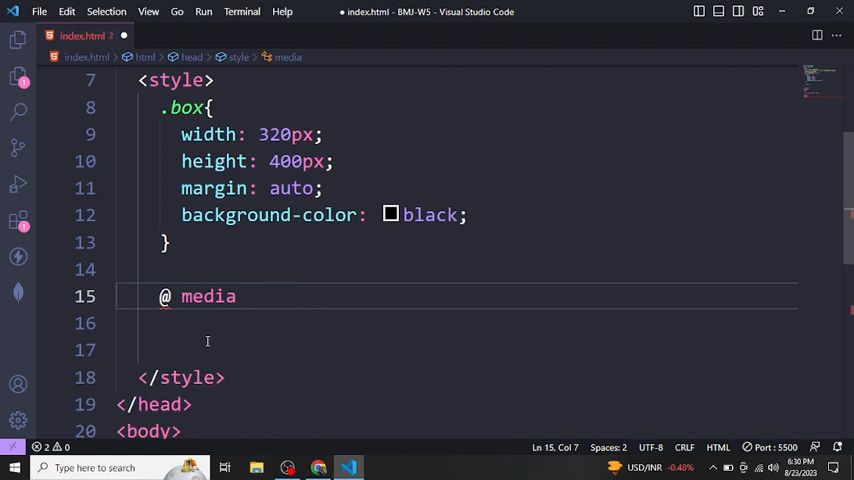 File Edit Selection View Go Run Terminal Help ● index.html - BMJ-W5 - Visual Studio Code
index.html 2 ●
index.html > html > head > style > media
7 <style>
8 .box{
9 width: 320px;
10 height: 400px;
11 margin: auto;
12 background-color: black;
13 }
14
15 @ media
16
17
18 </style>
19 </head>
20 <body>
1
1
2 0 Ln 15, Col 7 Spaces: 2 UTF-8 CRLF HTML Port : 5500
Type here to search USD/INR -0.48% 6:30 PM
8/23/2023